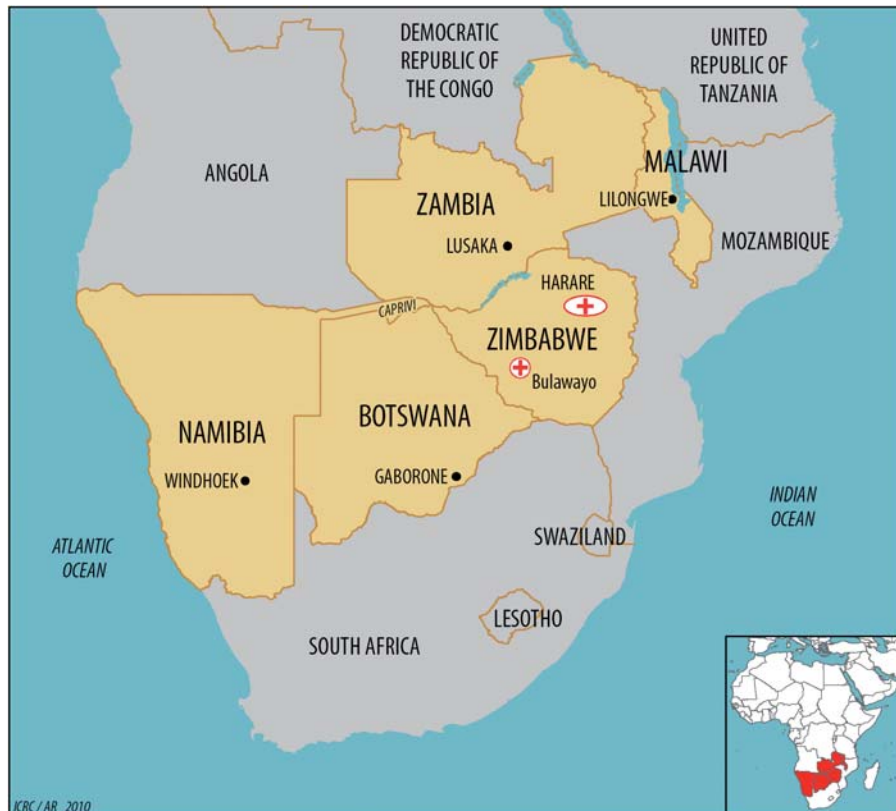 DEMOCRATIC
REPUBLIC OF
THE CONGO
UNITED
REPUBLIC OF
TANZANIA
ANGOLA
MALAWI
ZAMBIA
LILONGWE
LUSAKA
MOZAMBIQUE
HARARE
CAPRIVI
ZIMBABWE
Bulawayo
NAMIBIA
BOTSWANA
WINDHOEK
GABORONE
INDIAN
OCEAN
ATLANTIC
OCEAN
SWAZILAND
LESOTHO
SOUTH AFRICA
ICRC / AR 2010